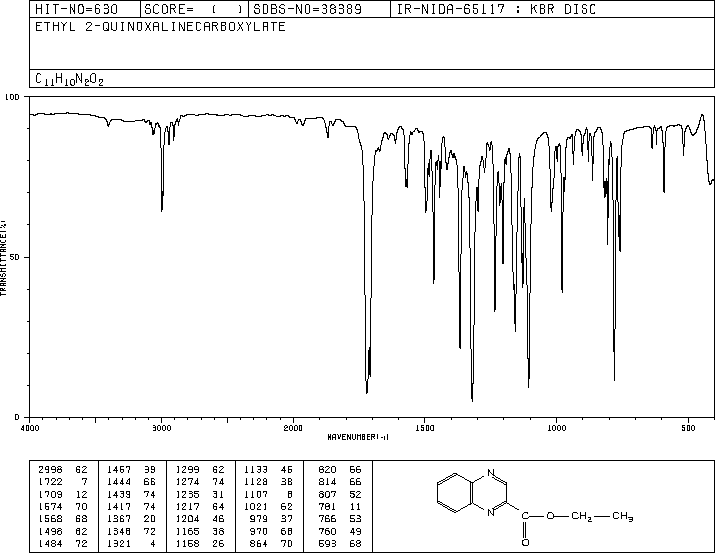 HIT-NO=630 SCORE= ( ) SDBS-NO=38389 IR-NIDA-65117 : KBR DISC
ETHYL 2-QUINOXALINECARBOXYLATE
C11H10N2O2
100
TRANSMITTANCE(%)
50
0
4000 3000 2000 1500 1000 500
WAVENUMBER(-1)
2998 62 1467 39 1299 62 1133 46 820 56
1722 7 1444 66 1274 74 1128 38 814 66
1709 12 1439 74 1235 31 1107 8 807 52
1574 70 1417 74 1217 64 1021 62 781 11
1568 68 1367 20 1204 46 979 37 766 53
1498 62 1348 72 1165 38 970 68 760 49
1484 72 1321 4 1158 26 864 70 593 68
N
N C O CH2 CH3
O